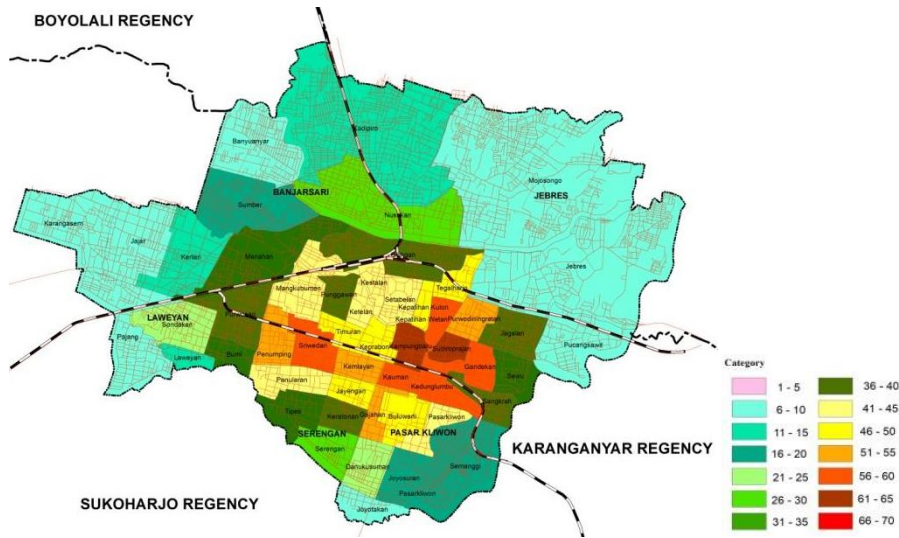 BOYOLALI REGENCY
Kadipiro
Banyuanyar
Mojosongo
BANJARSARI
JEBRES
Sumber
Nusukan
Karangasem
Jajar
Kerten
Manahan
Jebres
Kestalan
Mangkubumen
Punggawan
Setabelan
Tegalharjo
Ketelan
Kepatihan Kulon
Kepatihan Wetan
Purwodiningratan
LAWEYAN
Sondakan
Timuran
Jagalan
Pucangsawit
Pajang
Bumi
Penumping
Sriwedari
Keprabon
Kampungbaru
Sudiroprajan
Laweyan
Kemlayan
Gandekan
Sewu
Panularan
Kauman
Kedunglumbu
Jayengan
Sangkrah
Tipes
Keratonan
Gajahan
Buluwarti
Pasarkliwon
SERENGAN
PASAR KLIWON
Serengan
Danukusuman
Joyosuran
Semanggi
Pasarkliwon
Joyotakan
KARANGANYAR REGENCY
SUKOHARJO REGENCY
Category
1 - 5
6 - 10
11 - 15
16 - 20
21 - 25
26 - 30
31 - 35
36 - 40
41 - 45
46 - 50
51 - 55
56 - 60
61 - 65
66 - 70